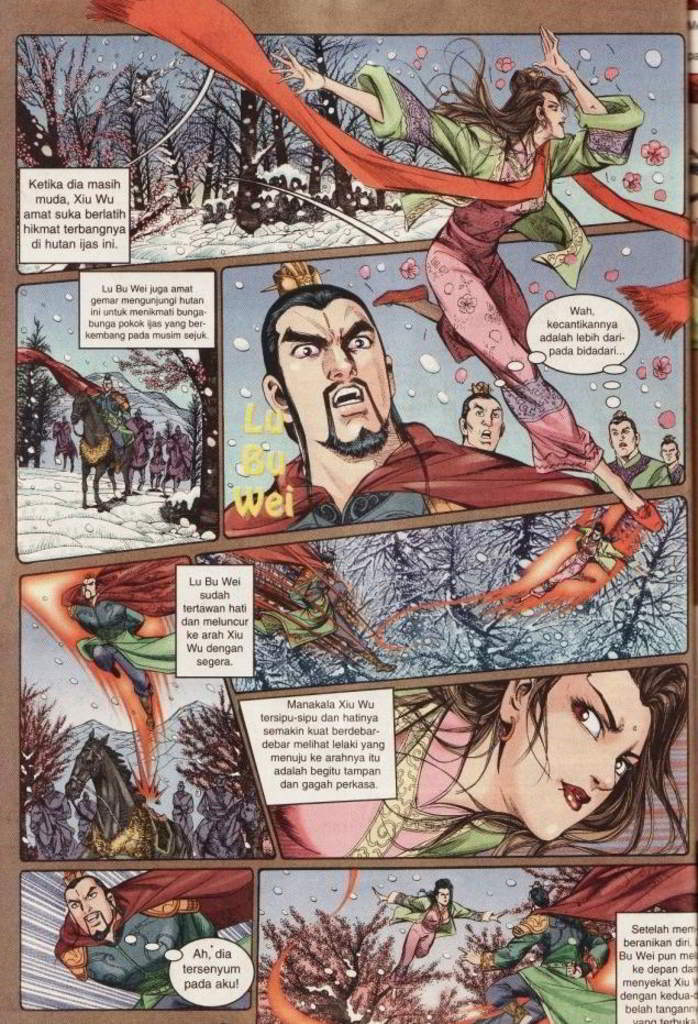 Ketika dia masih
muda, Xiu Wu
amat suka berlatih
hikmat terbangnya
di hutan ijas ini.
Lu Bu Wei juga amat
gemar mengunjungi hutan
ini untuk menikmati bunga-
bunga pokok ijas yang ber-
kembang pada musim sejuk.
Wah,
kecantikannya
adalah lebih dari-
pada bidadari...
Lu
Bu
Wei
Lu Bu Wei
sudah
tertawan hati
dan meluncur
ke arah Xiu
Wu dengan
segera.
Manakala Xiu Wu
tersipu-sipu dan hatinya
semakin kuat berdebar-
debar melihat lelaki yang
menuju ke arahnya itu
adalah begitu tampan
dan gagah perkasa.
Ah, dia
tersenyum
pada aku!
Setelah mem
beranikan diri,
Bu Wei pun me
ke depan da
menyekat Xiu
dengan kedua-
belah tangann
yang terbuk